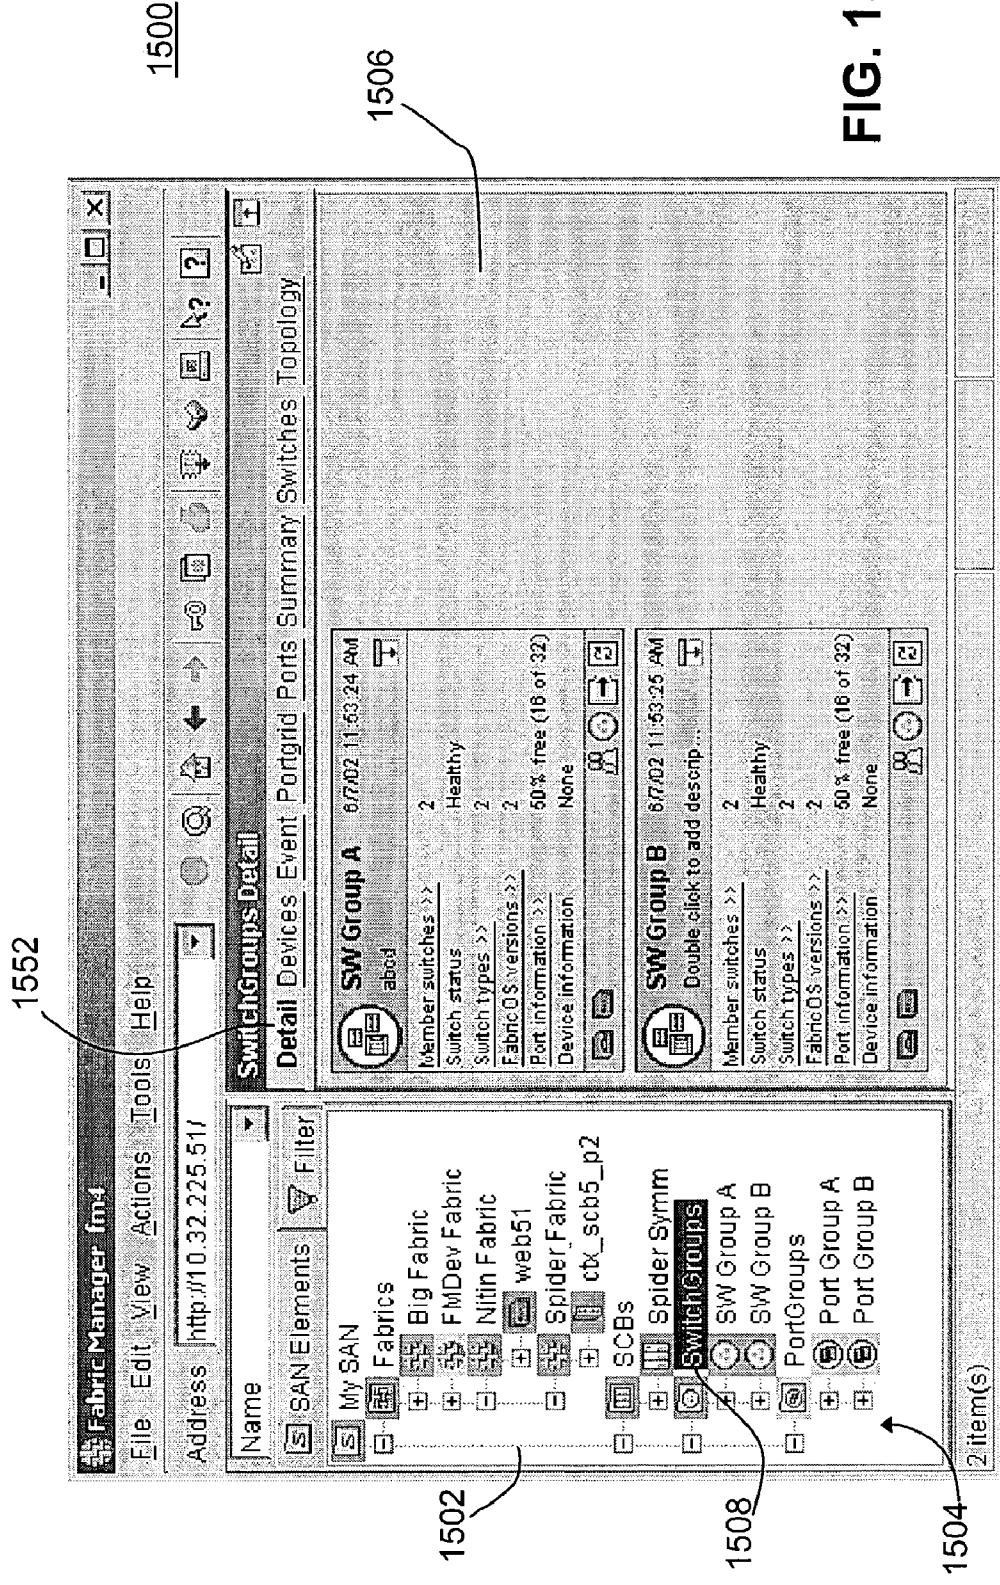 1500
1552
1506
Fabric Manager fm4
File Edit View Actions Tools Help
Address http://10.32.225.51/
Name
SAN Elements Filter
My SAN
Fabrics
Big Fabric
FMDev Fabric
Nitin Fabric
web51
Spider Fabric
ctx_scb5_p2
SCBs
Spider Symm
SwitchGroups
SW Group A
SW Group B
PortGroups
Port Group A
Port Group B
1502
1508
1504
SwitchGroups Detail
Detail Devices Event Portgrid Ports Summary Switches Topology
SW Group A 6/7/02 11:53:24 AM
abcd
Member switches >> 2
Switch status Healthy
Switch types >> 2
Fabric OS versions >> 2
Port information >> 50 % free (16 of 32)
Device information None
SW Group B 6/7/02 11:53:25 AM
Double click to add descrip...
Member switches >> 2
Switch status Healthy
Switch types >> 2
Fabric OS versions >> 2
Port information >> 50 % free (16 of 32)
Device information None
2 item(s
FIG. 1